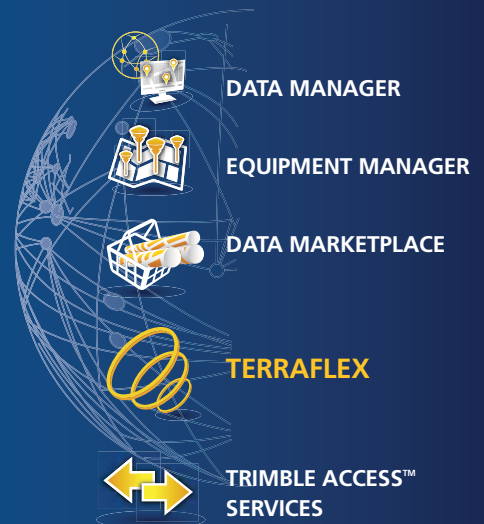 DATA MANAGER
EQUIPMENT MANAGER
DATA MARKETPLACE
TERRAFLEX
TRIMBLE ACCESS™
SERVICES